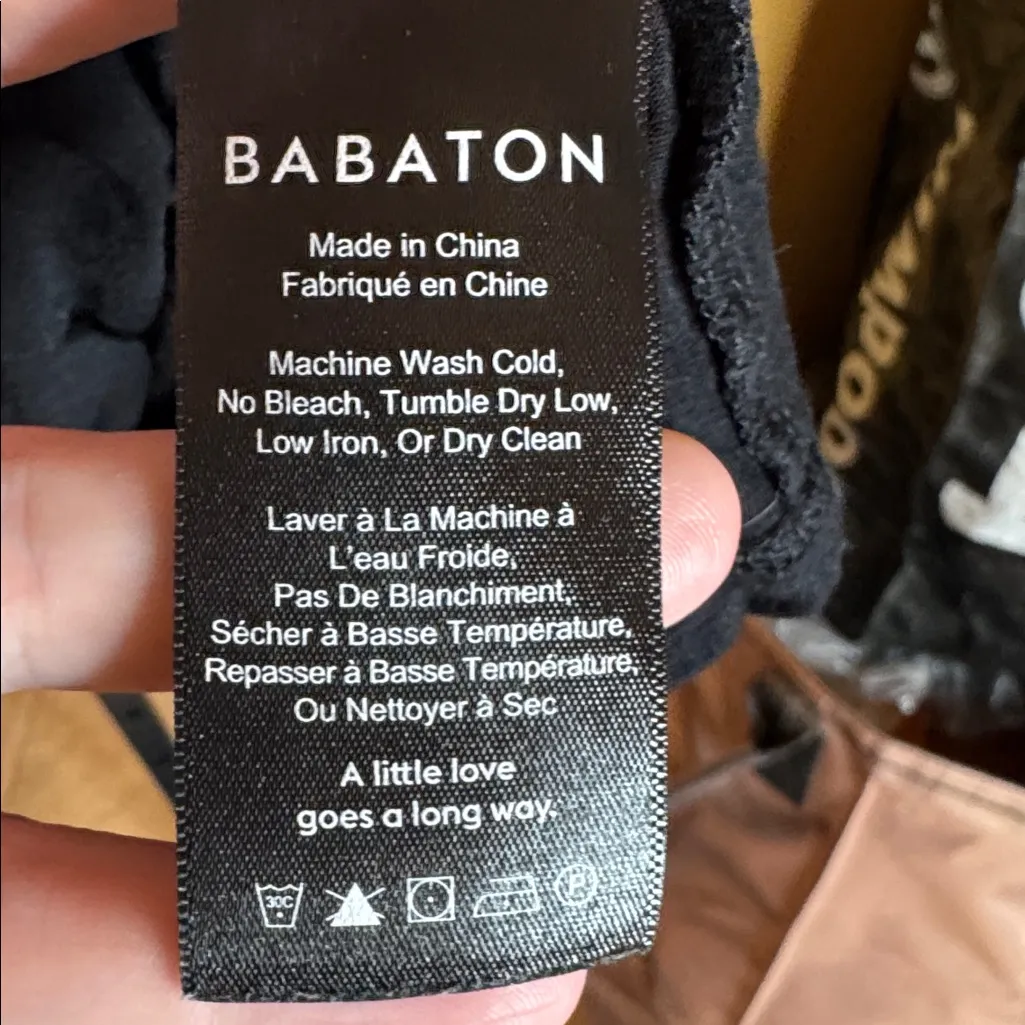 BABATON
Made in China
Fabriqué en Chine
Machine Wash Cold,
No Bleach, Tumble Dry Low,
Low Iron, Or Dry Clean
Laver à La Machine à
L'eau Froide,
Pas De Blanchiment,
Sécher à Basse Température,
Repasser à Basse Température,
Ou Nettoyer à Sec
A little love
goes a long way.
30C
P